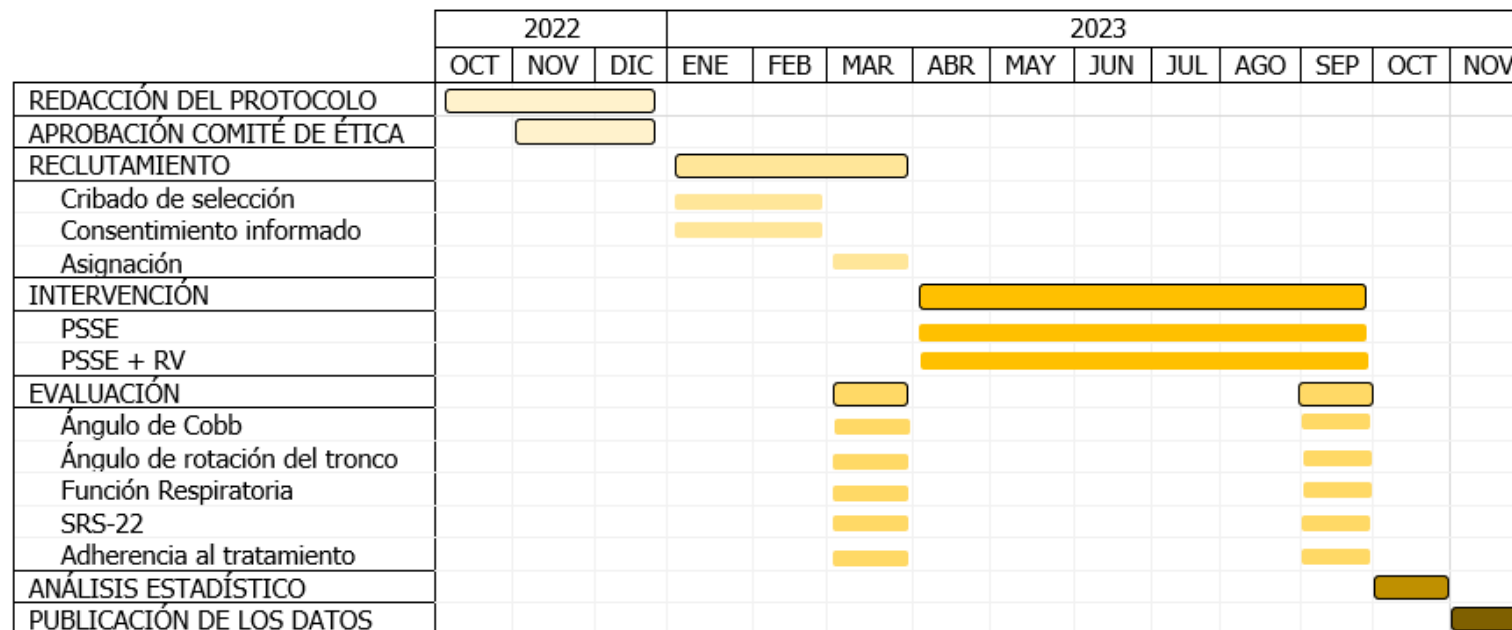 2022 2023
OCT NOV DIC ENE FEB MAR ABR MAY JUN JUL AGO SEP OCT NOV
REDACCIÓN DEL PROTOCOLO
APROBACIÓN COMITÉ DE ÉTICA
RECLUTAMIENTO
Cribado de selección
Consentimiento informado
Asignación
INTERVENCIÓN
PSSE
PSSE + RV
EVALUACIÓN
Ángulo de Cobb
Ángulo de rotación del tronco
Función Respiratoria
SRS-22
Adherencia al tratamiento
ANÁLISIS ESTADÍSTICO
PUBLICACIÓN DE LOS DATOS